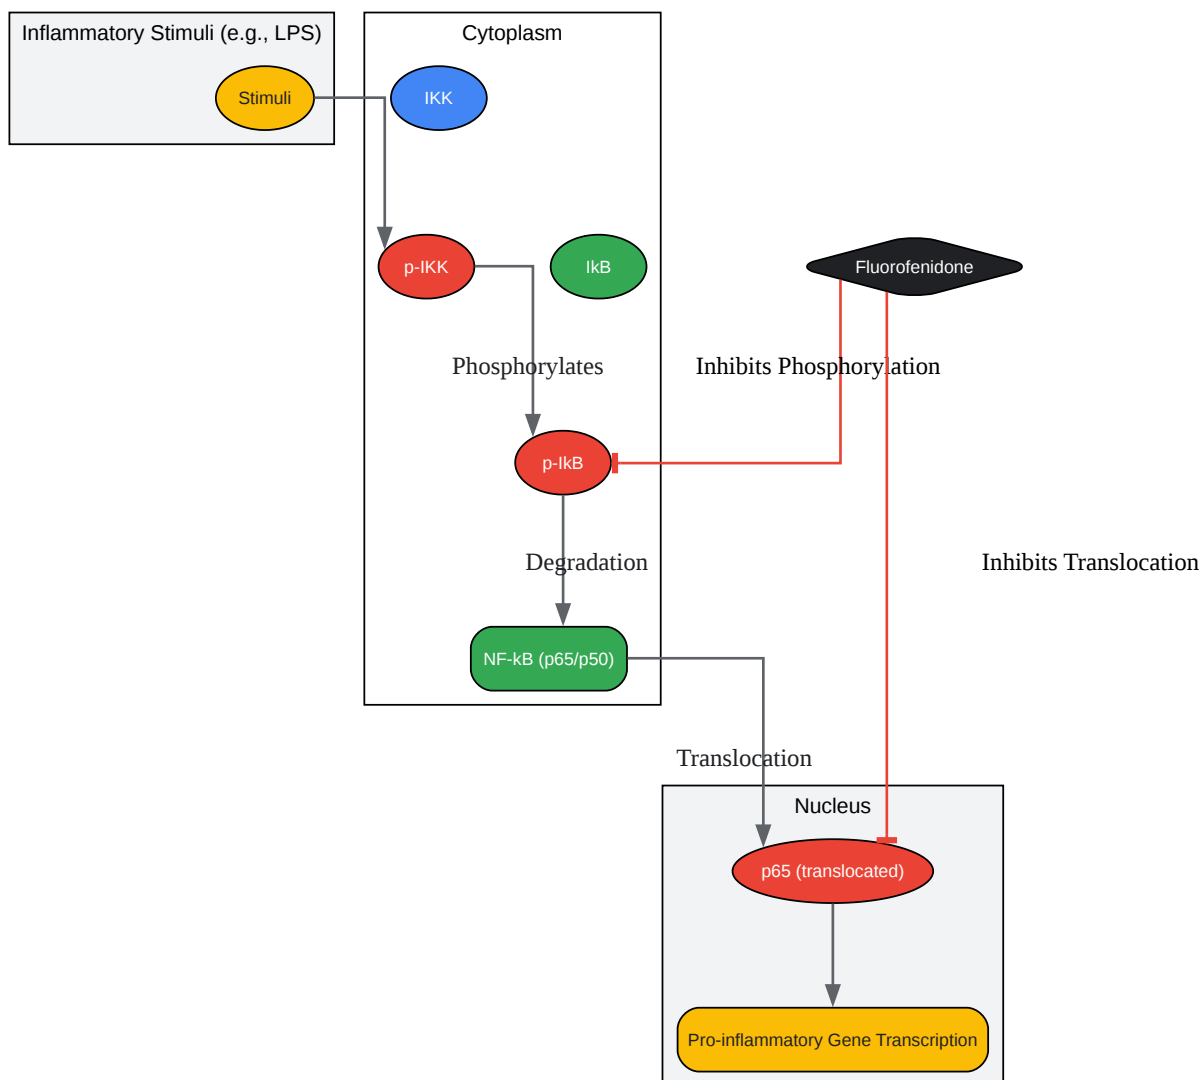 Inflammatory Stimuli (e.g., LPS)
Cytoplasm
Stimuli
IKK
p-IKK
IkB
Fluorofenidone
Phosphorylates
Inhibits Phosphorylation
p-IkB
Degradation
Inhibits Translocation
NF-kB (p65/p50)
Translocation
Nucleus
p65 (translocated)
Pro-inflammatory Gene Transcription